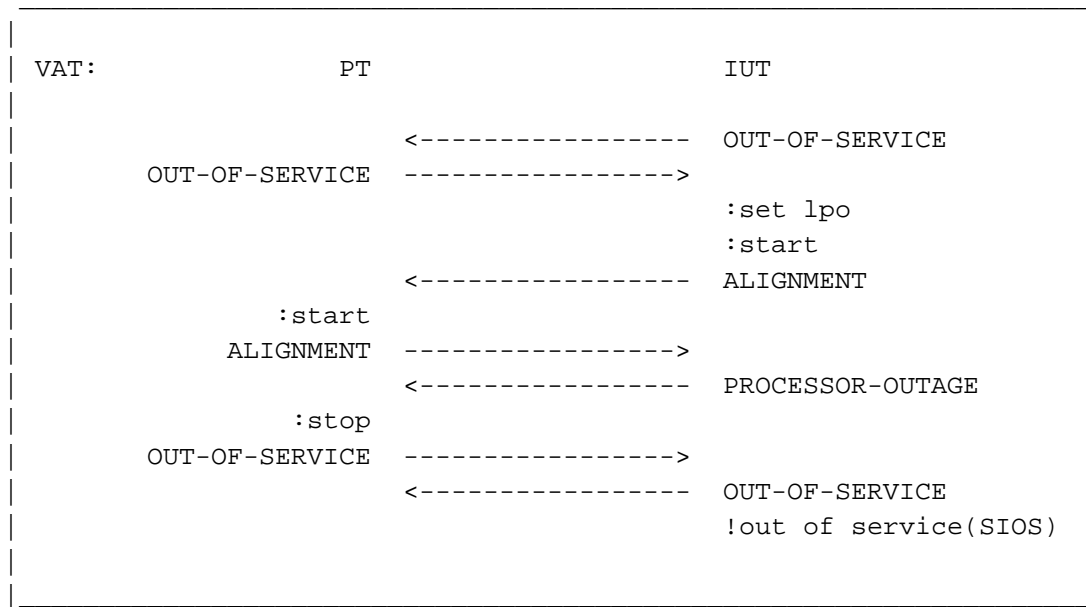 VAT: PT IUT
<----------------- OUT-OF-SERVICE
OUT-OF-SERVICE ----------------->
:set lpo
:start
<----------------- ALIGNMENT
:start
ALIGNMENT ----------------->
<----------------- PROCESSOR-OUTAGE
:stop
OUT-OF-SERVICE ----------------->
<----------------- OUT-OF-SERVICE
!out of service(SIOS)